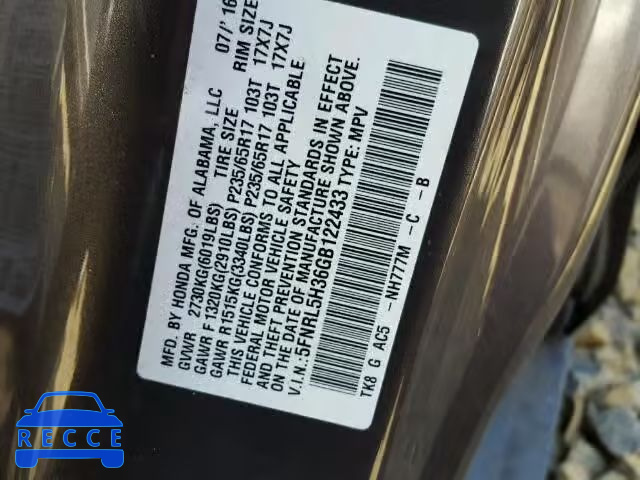 MFD. BY HONDA MFG. OF ALABAMA, LLC 07/'16
GVWR 2730KG(6019LBS) TIRE SIZE RIM SIZE
GAWR F 1320KG(2910LBS) P235/65R17 103T 17X7J
GAWR R 1515KG(3340LBS) P235/65R17 103T 17X7J
THIS VEHICLE CONFORMS TO ALL APPLICABLE
FEDERAL MOTOR VEHICLE SAFETY
AND THEFT PREVENTION STANDARDS IN EFFECT
ON THE DATE OF MANUFACTURE SHOWN ABOVE.
V.I.N.: 5FNRL5H36GB122433 TYPE: MPV
TK8 G AC5 -NH777M - C - B
RECCE